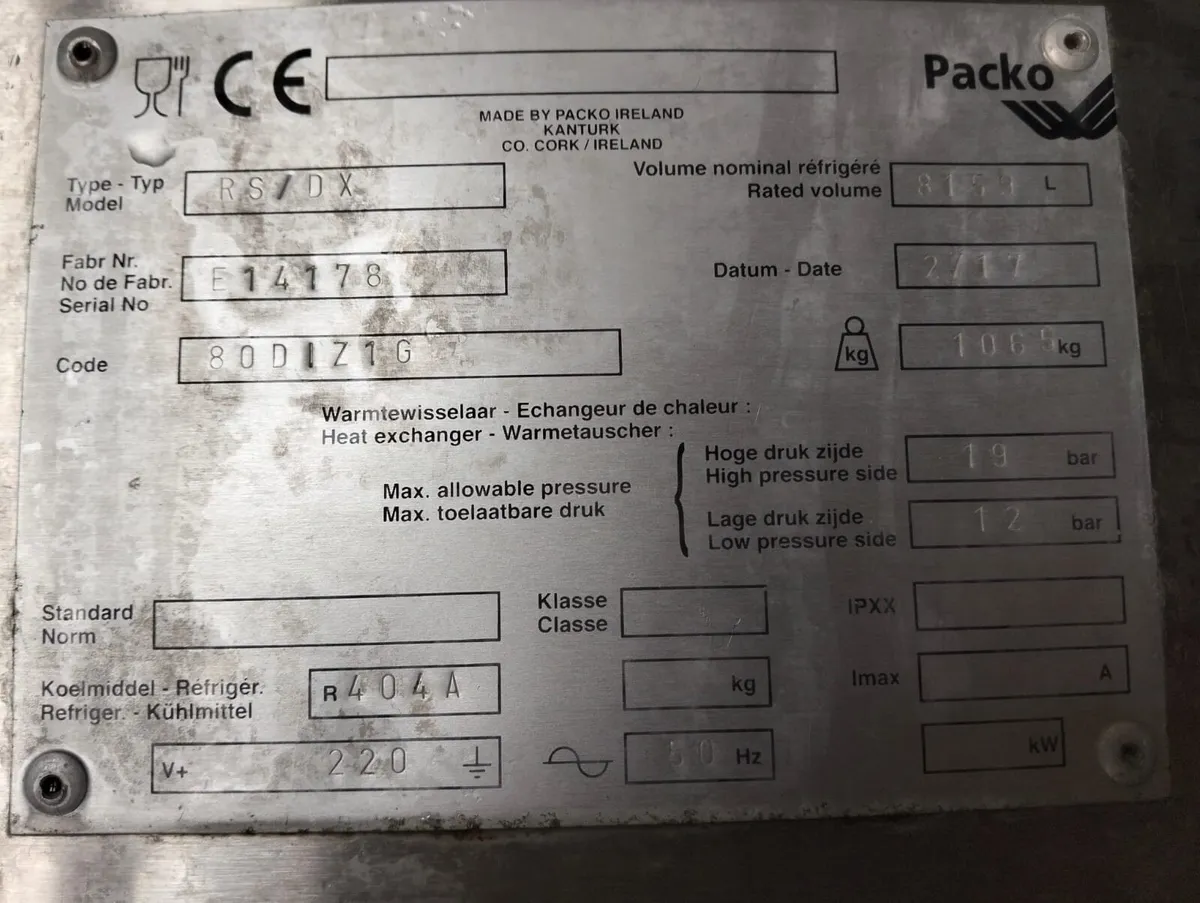 CE
Packo
MADE BY PACKO IRELAND
KANTURK
CO. CORK / IRELAND
Type - Typ
Model
RS/DX
Volume nominal réfrigéré
Rated volume
L
Fabr Nr.
No de Fabr.
Serial No
E14178
Datum - Date
2717
Code
80DIZ1G
kg
1065 kg
Warmtewisselaar - Echangeur de chaleur :
Heat exchanger - Warmetauscher :
Max. allowable pressure
Max. toelaatbare druk
Hoge druk zijde
High pressure side
19 bar
Lage druk zijde
Low pressure side
12 bar
Standard
Norm
Klasse
Classe
IPXX
Koelmiddel - Réfrigér.
Refriger. - Kühlmittel
R404A
kg
Imax
A
V+ 220
50 Hz
kW